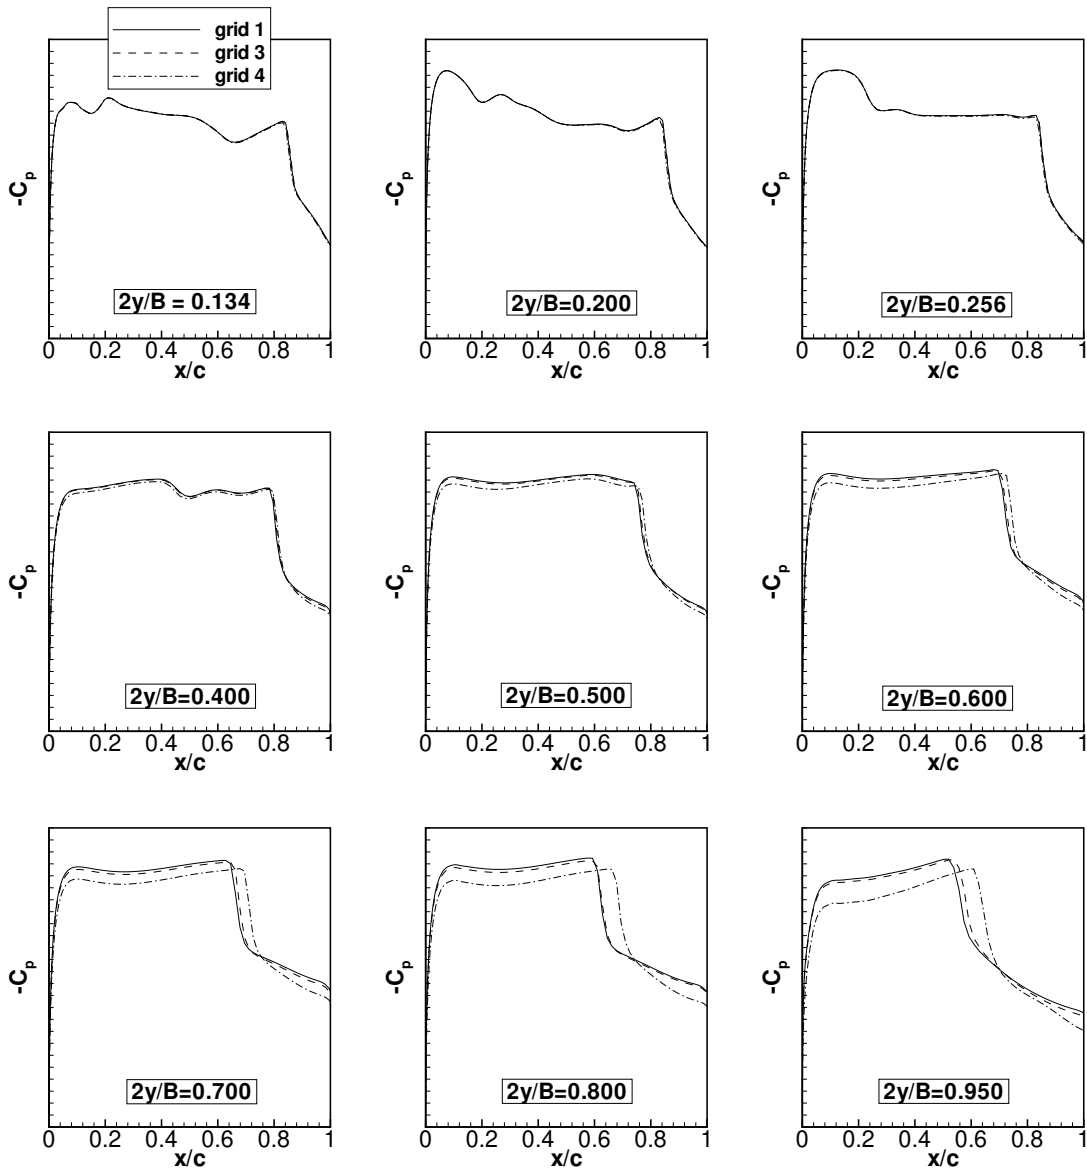 grid 1
grid 3
grid 4
-Cp
2y/B = 0.134
0 0.2 0.4 0.6 0.8 1
x/c
-Cp
2y/B=0.200
0 0.2 0.4 0.6 0.8 1
x/c
-Cp
2y/B=0.256
0 0.2 0.4 0.6 0.8 1
x/c
-Cp
2y/B=0.400
0 0.2 0.4 0.6 0.8 1
x/c
-Cp
2y/B=0.500
0 0.2 0.4 0.6 0.8 1
x/c
-Cp
2y/B=0.600
0 0.2 0.4 0.6 0.8 1
x/c
-Cp
2y/B=0.700
0 0.2 0.4 0.6 0.8 1
x/c
-Cp
2y/B=0.800
0 0.2 0.4 0.6 0.8 1
x/c
-Cp
2y/B=0.950
0 0.2 0.4 0.6 0.8 1
x/c